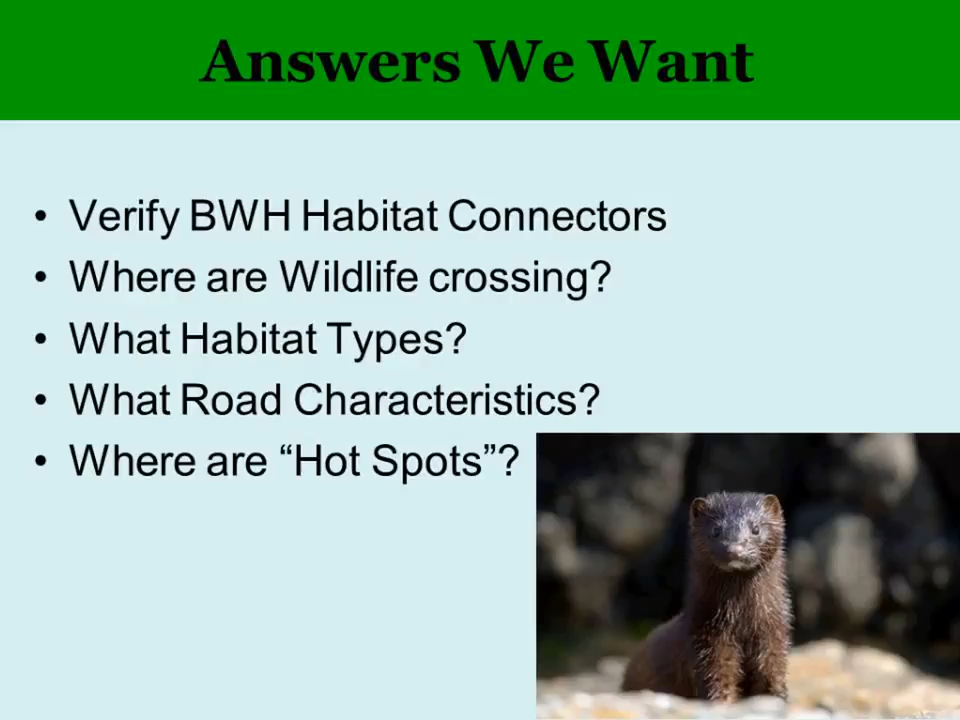 Answers We Want
• Verify BWH Habitat Connectors
• Where are Wildlife crossing?
• What Habitat Types?
• What Road Characteristics?
• Where are “Hot Spots”?